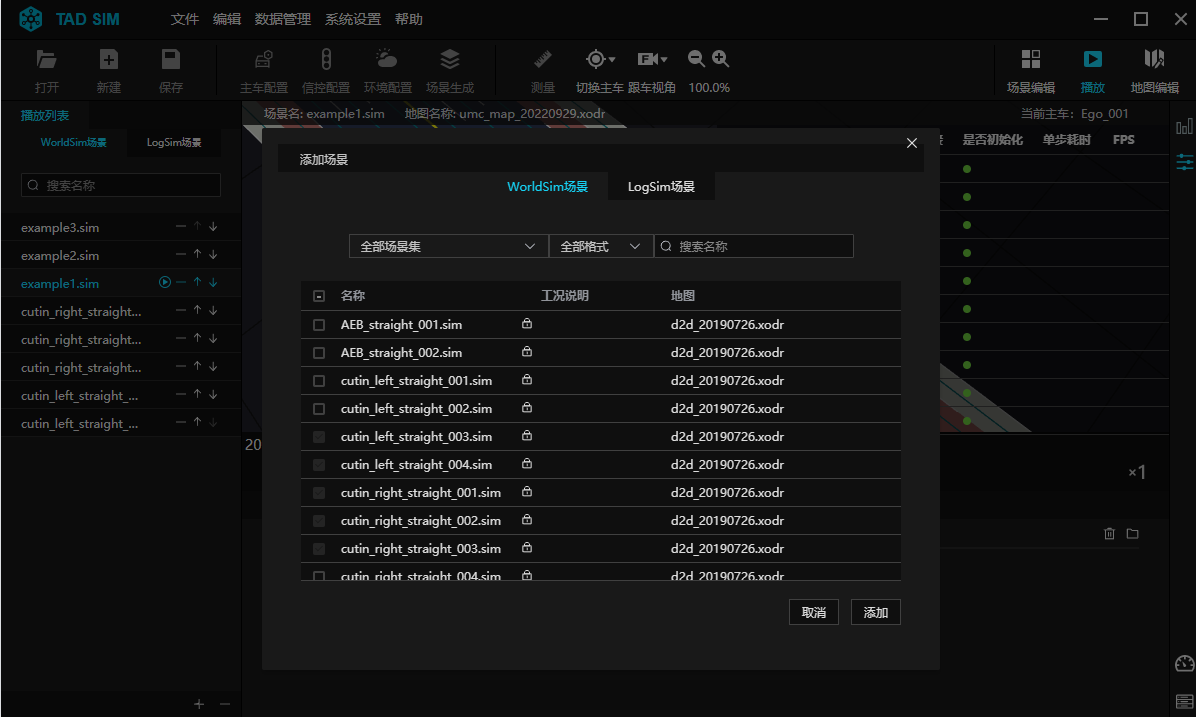 TAD SIM 文件 编辑 数据管理 系统设置 帮助
打开 新建 保存 主车配置 信控配置 环境配置 场景生成 测量 切换主车 跟车视角 100.0% 场景编辑 播放 地图编辑
播放列表
场景名: example1.sim 地图名称: umc_map_20220929.xodr 当前主车: Ego_001
WorldSim场景 LogSim场景
是否初始化 单步耗时 FPS
搜索名称
example3.sim
example2.sim
example1.sim
cutin_right_straight...
cutin_right_straight...
cutin_right_straight...
cutin_left_straight_...
cutin_left_straight_...
20
×1
添加场景
WorldSim场景 LogSim场景
全部场景集 全部格式 搜索名称
名称 工况说明 地图
AEB_straight_001.sim d2d_20190726.xodr
AEB_straight_002.sim d2d_20190726.xodr
cutin_left_straight_001.sim d2d_20190726.xodr
cutin_left_straight_002.sim d2d_20190726.xodr
cutin_left_straight_003.sim d2d_20190726.xodr
cutin_left_straight_004.sim d2d_20190726.xodr
cutin_right_straight_001.sim d2d_20190726.xodr
cutin_right_straight_002.sim d2d_20190726.xodr
cutin_right_straight_003.sim d2d_20190726.xodr
cutin_right_straight_004.sim d2d_20190726.xodr
取消 添加